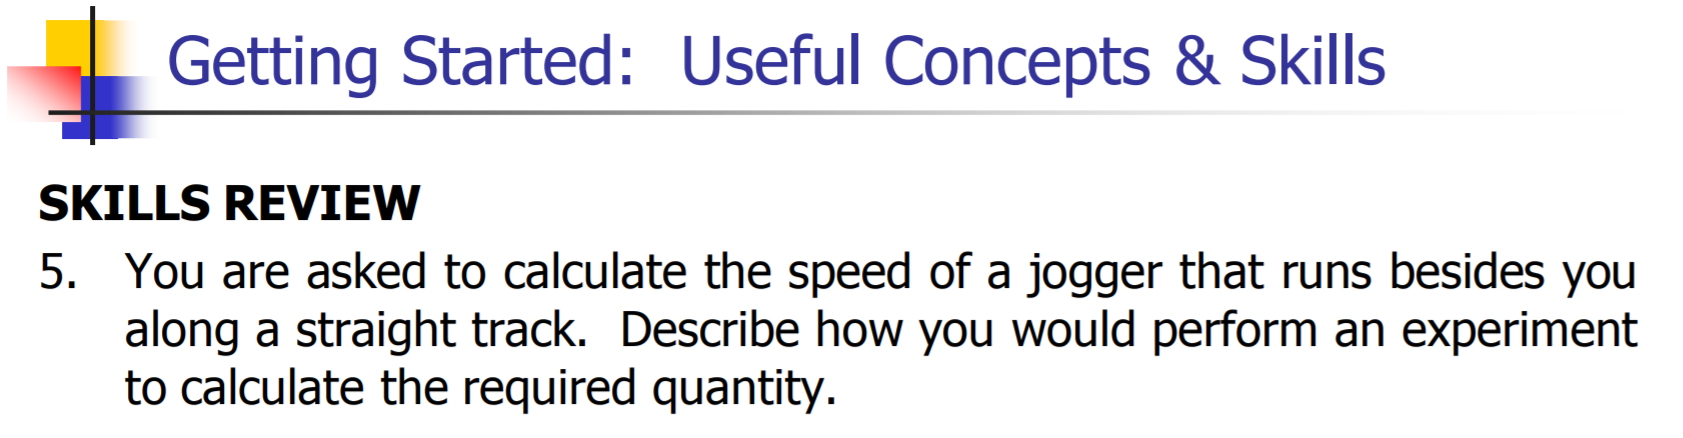 Getting Started: Useful Concepts & Skills
SKILLS REVIEW
5. You are asked to calculate the speed of a jogger that runs besides you
along a straight track. Describe how you would perform an experiment
to calculate the required quantity.